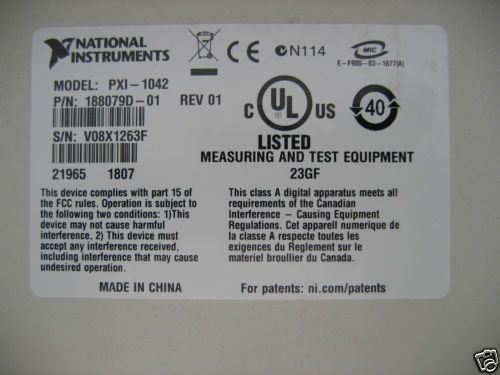 NATIONAL
INSTRUMENTS
N114
MIC
E-F900-03-1677(A)
MODEL: PXI-1042
P/N: 188079D-01 REV 01
S/N: V08X1263F
21965 1807
C UL US
40
LISTED
MEASURING AND TEST EQUIPMENT
23GF
This device complies with part 15 of
the FCC rules. Operation is subject to
the following two conditions: 1)This
device may not cause harmful
interference, 2) This device must
accept any interference received,
including interference that may cause
undesired operation.
This class A digital apparatus meets all
requirements of the Canadian
Interference - Causing Equipment
Regulations. Cet appareil numerique de
la classe A respecte toutes les
exigences du Reglement sur le
materiel broullier du Canada.
MADE IN CHINA
For patents: ni.com/patents